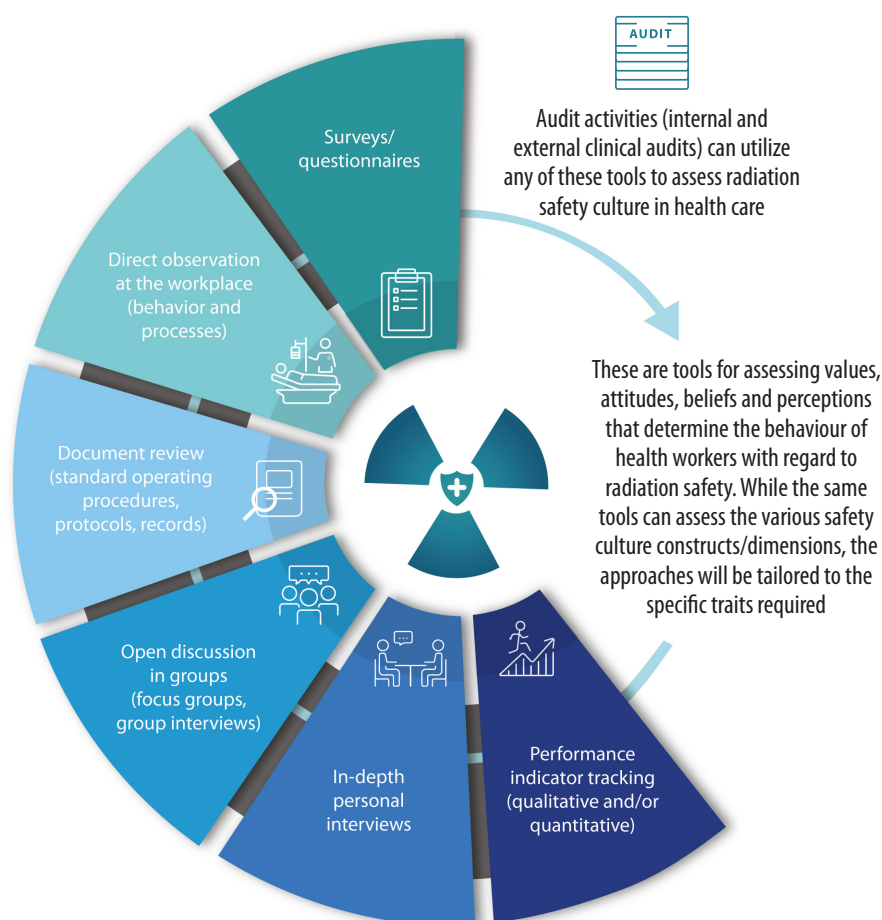 AUDIT
Audit activities (internal and
external clinical audits) can utilize
any of these tools to assess radiation
safety culture in health care
Surveys/
questionnaires
Direct observation
at the workplace
(behavior and
processes)
Document review
(standard operating
procedures,
protocols, records)
Open discussion
in groups
(focus groups,
group interviews)
In-depth
personal
interviews
Performance
indicator tracking
(qualitative and/or
quantitative)
These are tools for assessing values,
attitudes, beliefs and perceptions
that determine the behaviour of
health workers with regard to
radiation safety. While the same
tools can assess the various safety
culture constructs/dimensions, the
approaches will be tailored to the
specific traits required